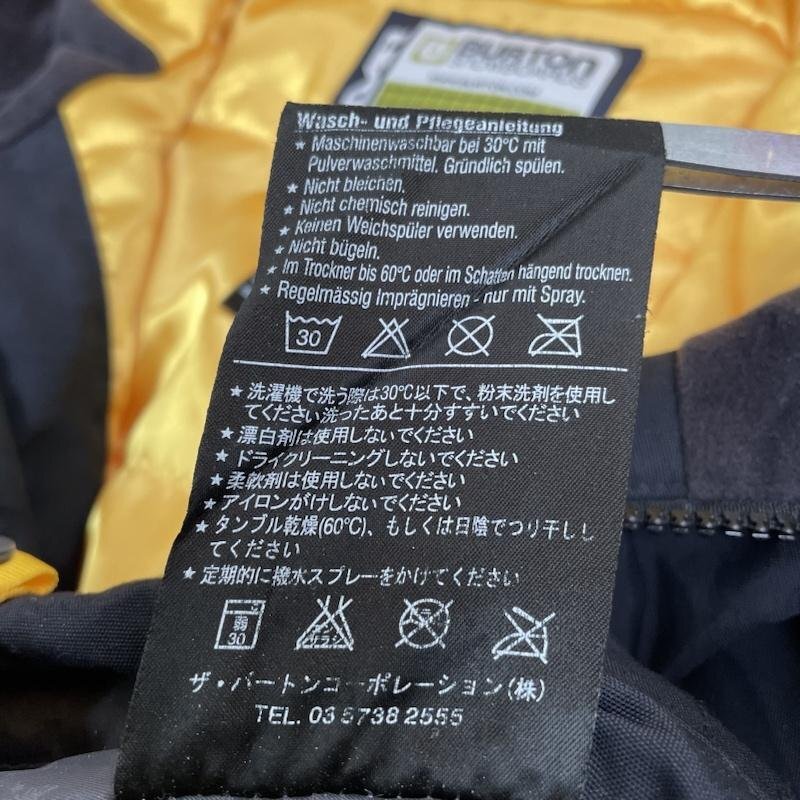 BURTON
Wasch- und Pflegeanleitung
★ Maschinenwaschbar bei 30°C mit
Pulverwaschmittel. Gründlich spülen.
★ Nicht bleichen.
★ Nicht chemisch reinigen.
★ Keinen Weichspüler verwenden.
★ Nicht bügeln.
★ Im Trockner bis 60°C oder im Schatten hängend trocknen.
★ Regelmässig Imprägnieren - nur mit Spray.
30
★ 洗濯機で洗う際は30℃以下で、粉末洗剤を使用し
てください洗ったあと十分すすいでください
★ 漂白剤は使用しないでください
★ ドライクリーニングしないでください
★ 柔軟剤は使用しないでください
★ アイロンがけしないでください
★ タンブル乾燥(60℃)、もしくは日陰でつり干しし
てください
★ 定期的に撥水スプレーをかけてください
弱
30
サラシ
ザ・バートンコーポレーション(株)
TEL. 03 5738 2555